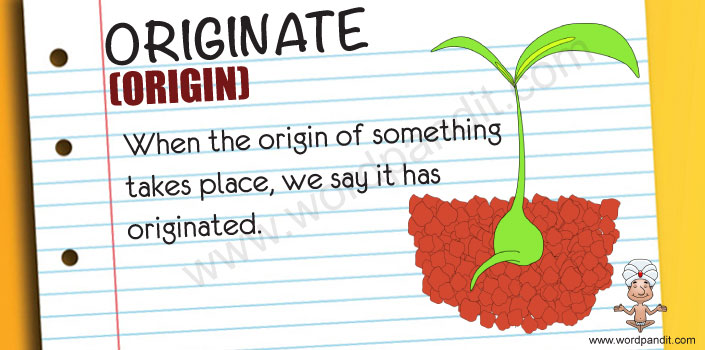 ORIGINATE
(ORIGIN)
When the origin of something
takes place, we say it has
originated.
www.wordpandit.com
www.wordpandit.com